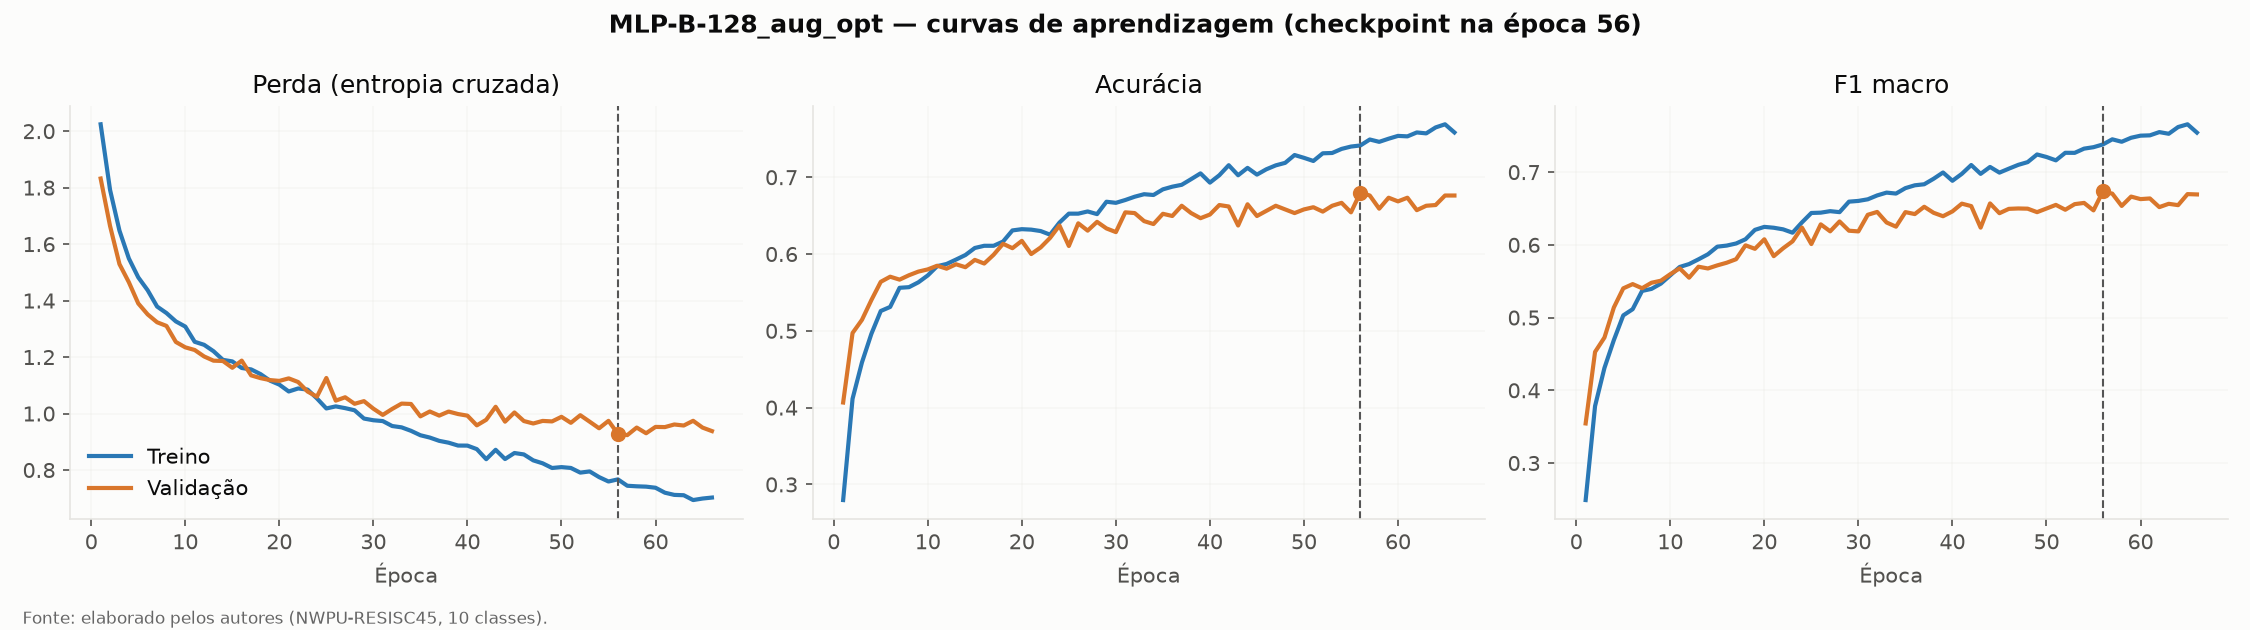 MLP-B-128_aug_opt — curvas de aprendizagem (checkpoint na época 56)
Perda (entropia cruzada)
2.0
1.8
1.6
1.4
1.2
1.0
0.8
Treino
Validação
0 10 20 30 40 50 60
Época
Acurácia
0.7
0.6
0.5
0.4
0.3
0 10 20 30 40 50 60
Época
F1 macro
0.7
0.6
0.5
0.4
0.3
0 10 20 30 40 50 60
Época
Fonte: elaborado pelos autores (NWPU-RESISC45, 10 classes).